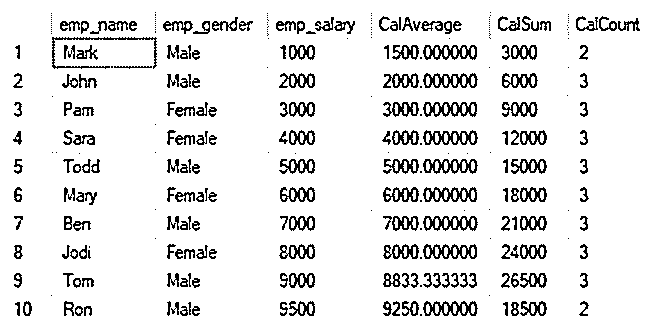 emp_name emp_gender emp_salary CalAverage CalSum CalCount
1 Mark Male 1000 1500.000000 3000 2
2 John Male 2000 2000.000000 6000 3
3 Pam Female 3000 3000.000000 9000 3
4 Sara Female 4000 4000.000000 12000 3
5 Todd Male 5000 5000.000000 15000 3
6 Mary Female 6000 6000.000000 18000 3
7 Ben Male 7000 7000.000000 21000 3
8 Jodi Female 8000 8000.000000 24000 3
9 Tom Male 9000 8833.333333 26500 3
10 Ron Male 9500 9250.000000 18500 2